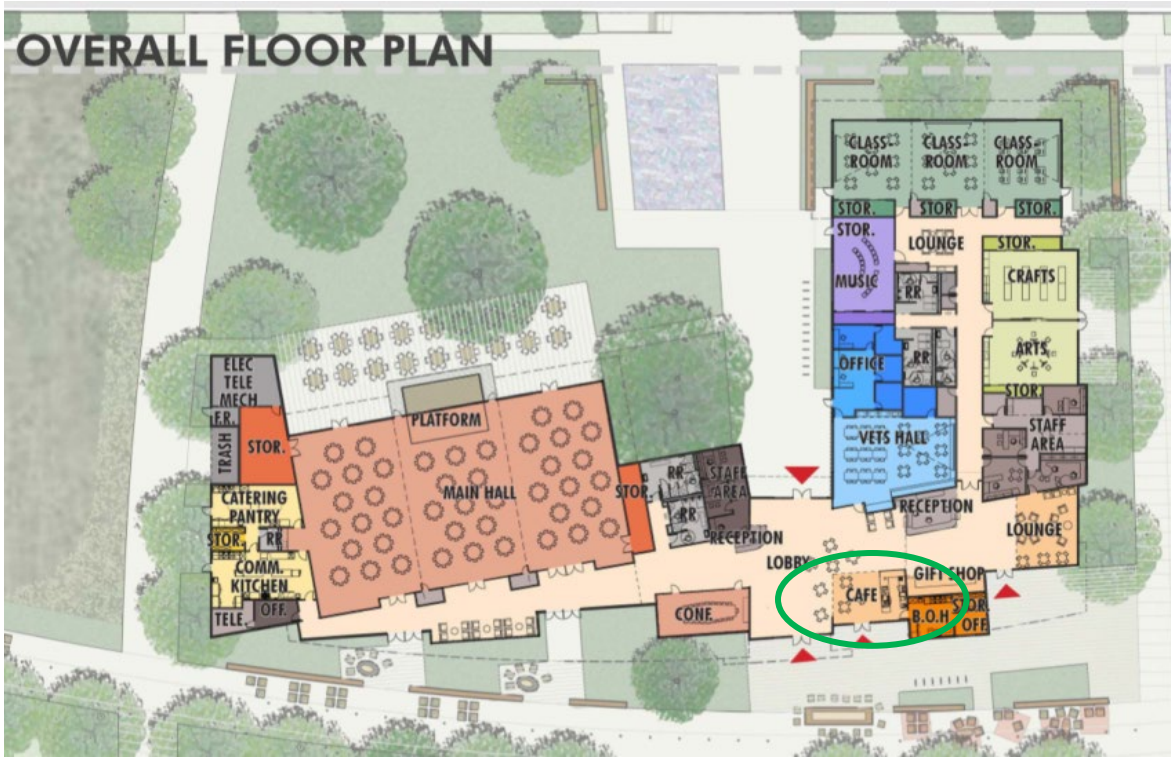 OVERALL FLOOR PLAN
CLASS-
ROOM
CLASS-
ROOM
CLASS-
ROOM
STOR.
STOR
STOR.
STOR.
LOUNGE
STOR.
MUSIC
RR
CRAFTS
OFFICE
RR
ARTS
STOR.
VETS HALL
STAFF
AREA
RECEPTION
LOUNGE
ELEC
TELE
MECH
F.R.
TRASH
STOR.
PLATFORM
MAIN HALL
STOR.
RR
RR
STAFF
AREA
RECEPTION
CATERING
PANTRY
STOR.
RR
COMM.
KITCHEN
OFF.
TELE.
LOBBY
CONF.
CAFE
GIFT SHOP
B.O.H
STOR.
OFF.